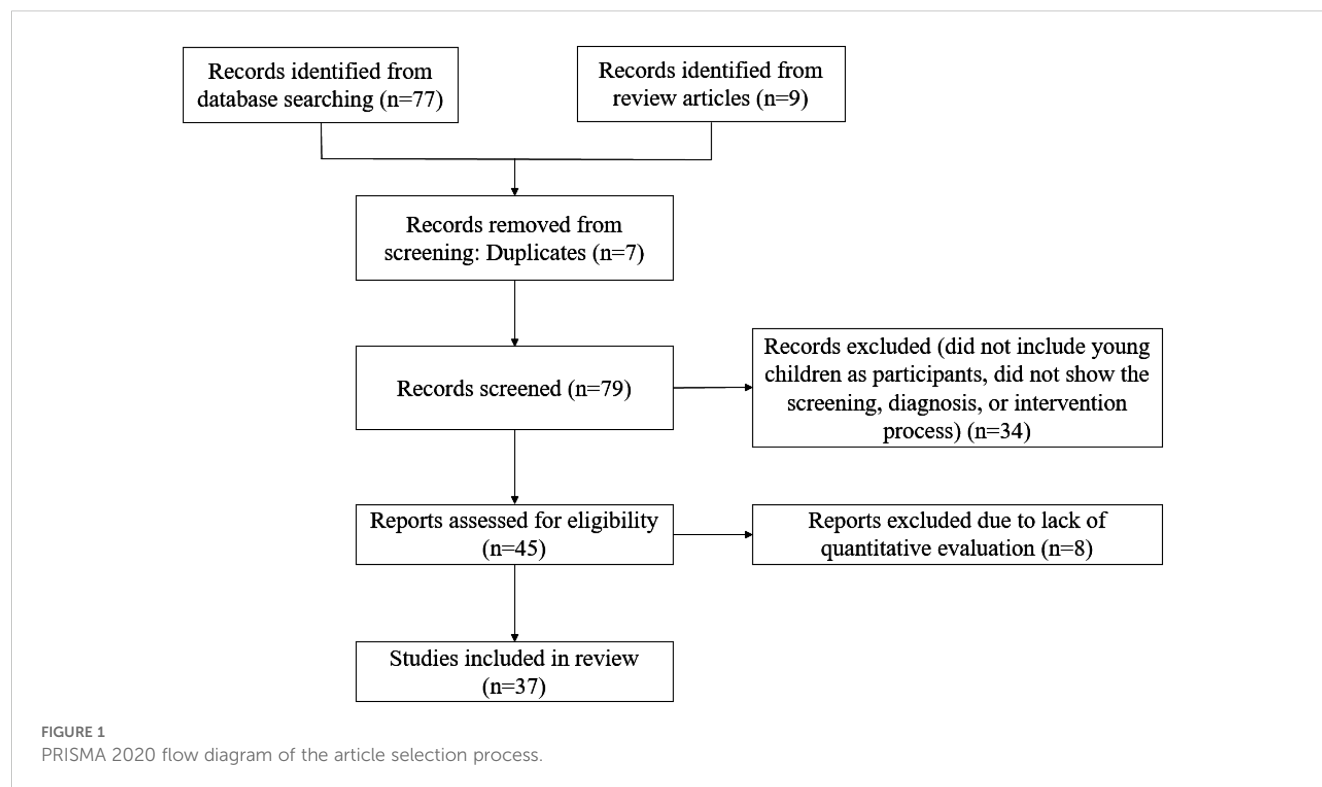 Records identified from
database searching (n=77)
Records identified from
review articles (n=9)
Records removed from
screening: Duplicates (n=7)
Records screened (n=79)
Records excluded (did not include young
children as participants, did not show the
screening, diagnosis, or intervention
process) (n=34)
Reports assessed for eligibility
(n=45)
Reports excluded due to lack of
quantitative evaluation (n=8)
Studies included in review
(n=37)
FIGURE 1
PRISMA 2020 flow diagram of the article selection process.